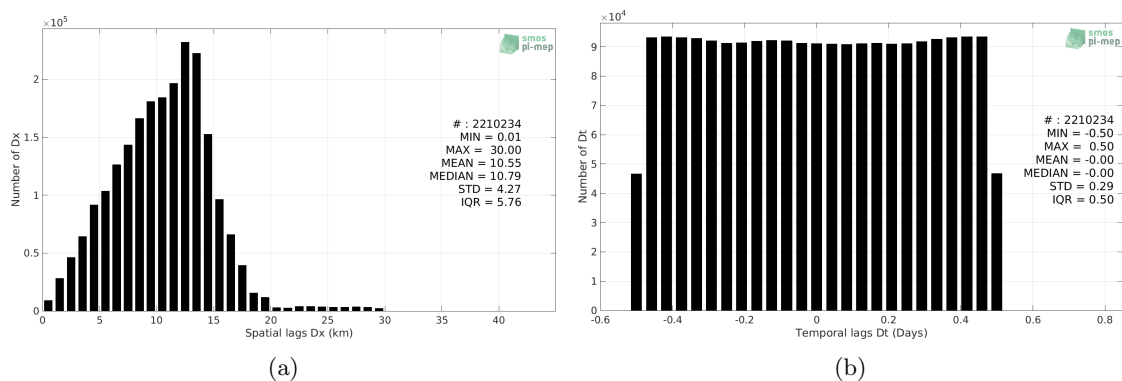 ×10⁵
smos
pi-mep
2
1.5
1
0.5
0
Number of Dx
# : 2210234
MIN = 0.01
MAX = 30.00
MEAN = 10.55
MEDIAN = 10.79
STD = 4.27
IQR = 5.76
0 5 10 15 20 25 30 35 40
Spatial lags Dx (km)
(a)
×10⁴
smos
pi-mep
9
8
7
6
5
4
3
2
1
0
Number of Dt
# : 2210234
MIN = -0.50
MAX = 0.50
MEAN = -0.00
MEDIAN = -0.00
STD = 0.29
IQR = 0.50
-0.6 -0.4 -0.2 0 0.2 0.4 0.6 0.8
Temporal lags Dt (Days)
(b)